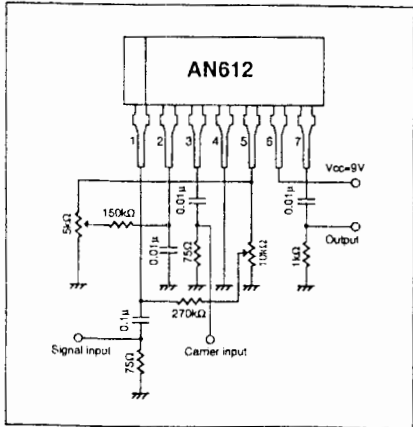 AN612
1 2 3 4 5 6 7
Vcc=9V
0.01μ
0.01μ
150kΩ
5kΩ
0.01μ
75Ω
10kΩ
1kΩ
Output
270kΩ
0.1μ
Signal input
Carrier input
75Ω